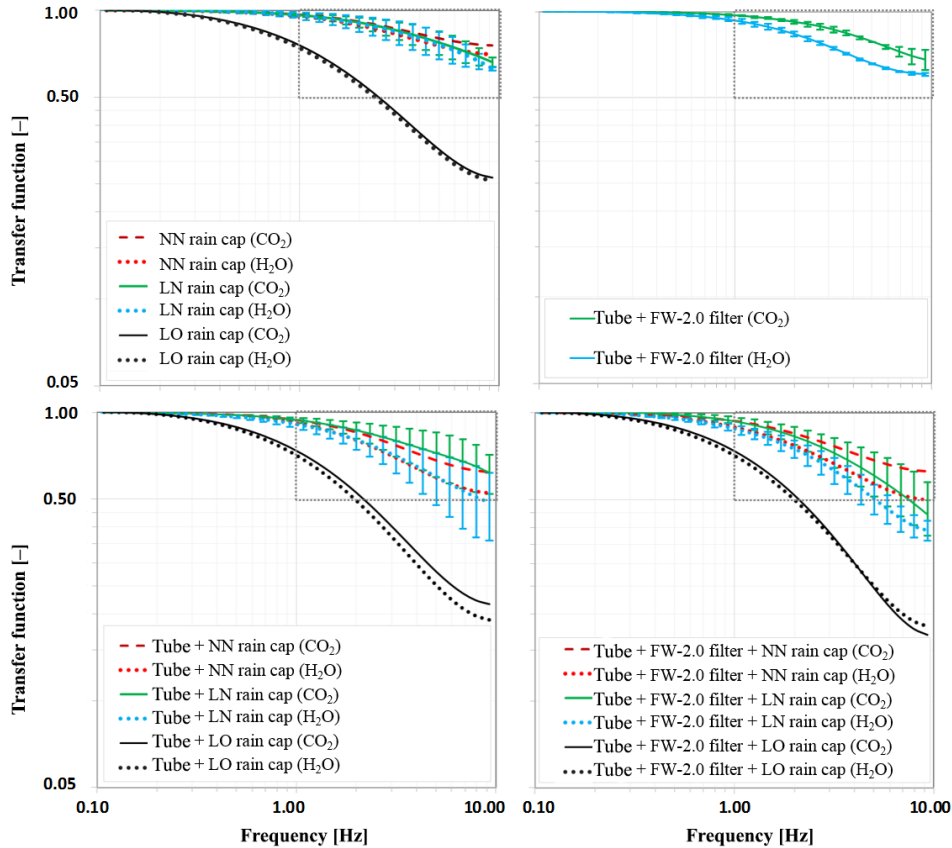 1.00
0.50
0.05
Transfer function [–]
NN rain cap (CO₂)
NN rain cap (H₂O)
LN rain cap (CO₂)
LN rain cap (H₂O)
LO rain cap (CO₂)
LO rain cap (H₂O)
Tube + FW-2.0 filter (CO₂)
Tube + FW-2.0 filter (H₂O)
1.00
0.50
0.05
Transfer function [–]
Tube + NN rain cap (CO₂)
Tube + NN rain cap (H₂O)
Tube + LN rain cap (CO₂)
Tube + LN rain cap (H₂O)
Tube + LO rain cap (CO₂)
Tube + LO rain cap (H₂O)
0.10 1.00 10.00
Frequency [Hz]
Tube + FW-2.0 filter + NN rain cap (CO₂)
Tube + FW-2.0 filter + NN rain cap (H₂O)
Tube + FW-2.0 filter + LN rain cap (CO₂)
Tube + FW-2.0 filter + LN rain cap (H₂O)
Tube + FW-2.0 filter + LO rain cap (CO₂)
Tube + FW-2.0 filter + LO rain cap (H₂O)
0.10 1.00 10.00
Frequency [Hz]